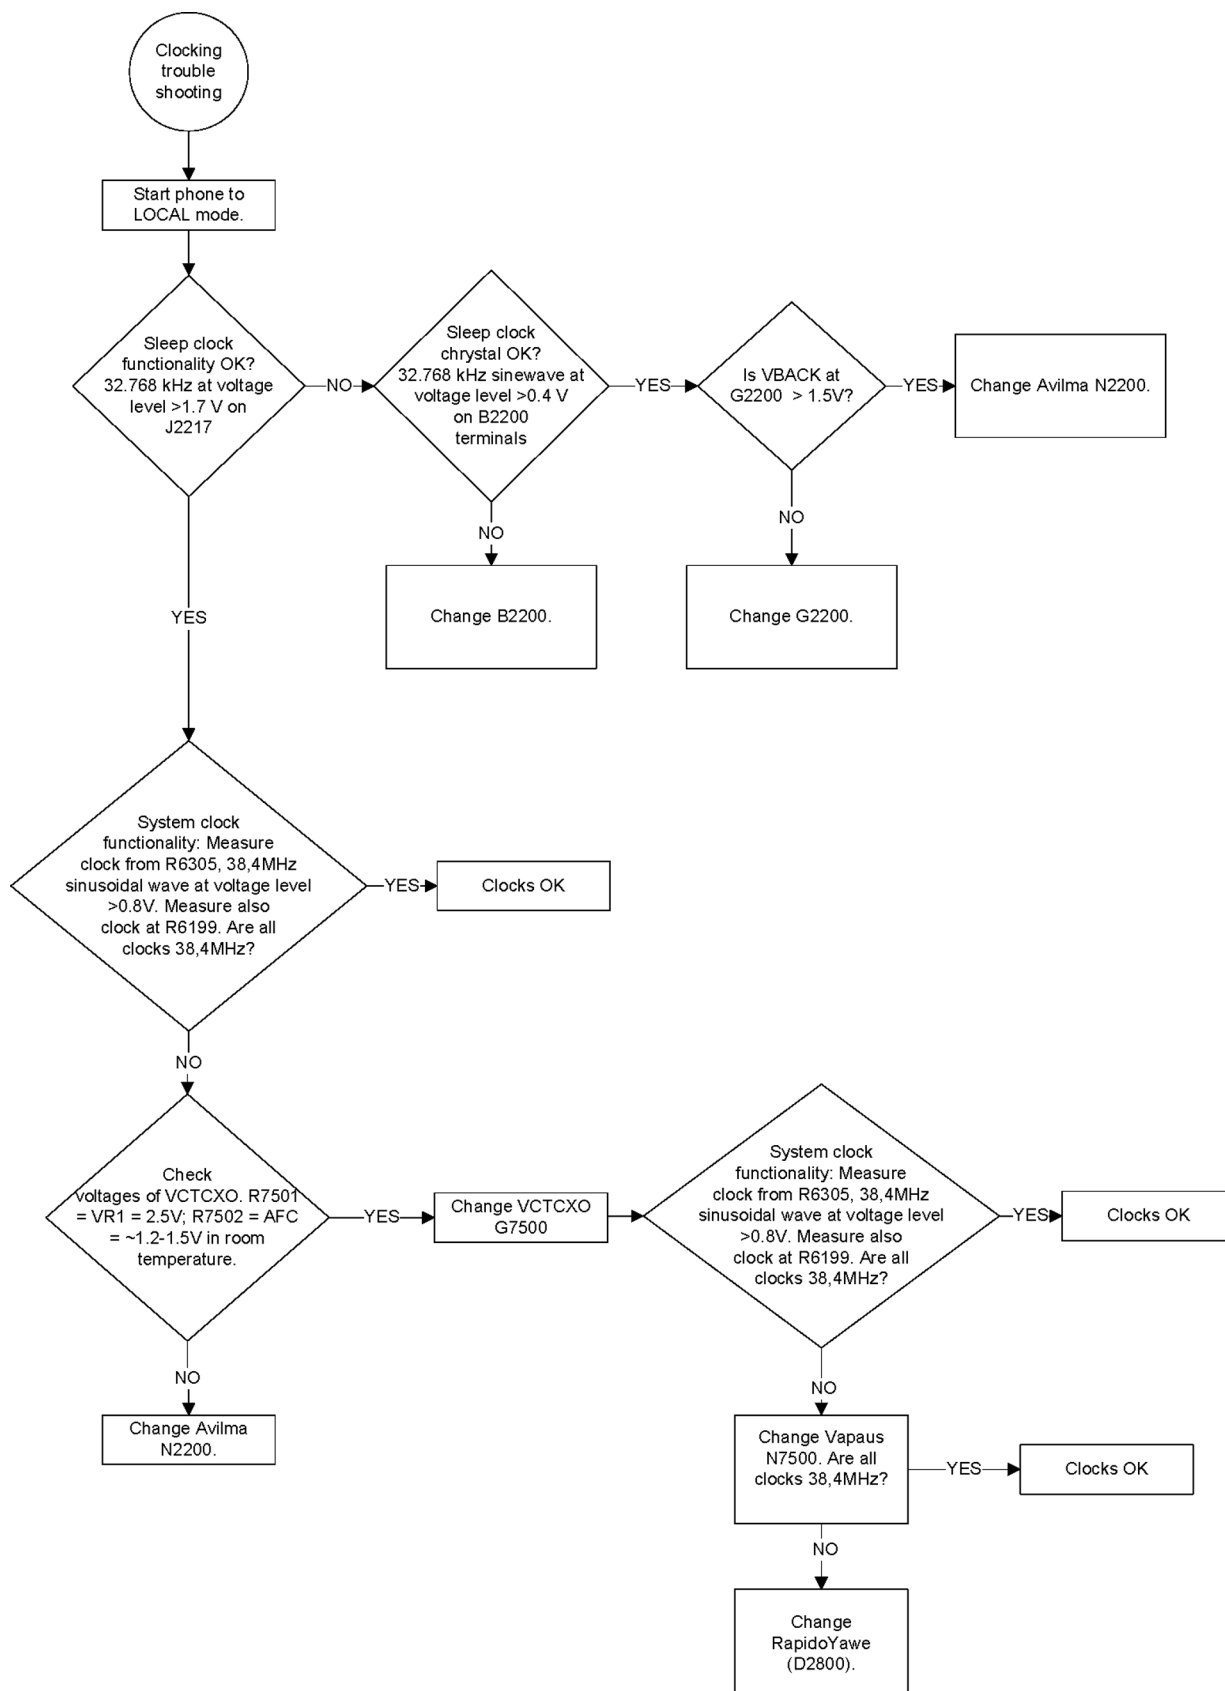 Clocking
trouble
shooting
Start phone to
LOCAL mode.
Sleep clock
functionality OK?
32.768 kHz at voltage
level >1.7 V on
J2217
NO
Sleep clock
chrystal OK?
32.768 kHz sinewave at
voltage level >0.4 V
on B2200
terminals
YES
Is VBACK at
G2200 > 1.5V?
YES
Change Avilma N2200.
NO
Change B2200.
NO
Change G2200.
YES
System clock
functionality: Measure
clock from R6305, 38,4MHz
sinusoidal wave at voltage level
>0.8V. Measure also
clock at R6199. Are all
clocks 38,4MHz?
YES
Clocks OK
NO
Check
voltages of VCTCXO. R7501
= VR1 = 2.5V; R7502 = AFC
= ~1.2-1.5V in room
temperature.
YES
Change VCTCXO
G7500
System clock
functionality: Measure
clock from R6305, 38,4MHz
sinusoidal wave at voltage level
>0.8V. Measure also
clock at R6199. Are all
clocks 38,4MHz?
YES
Clocks OK
NO
Change Avilma
N2200.
NO
Change Vapaus
N7500. Are all
clocks 38,4MHz?
YES
Clocks OK
NO
Change
RapidoYawe
(D2800).